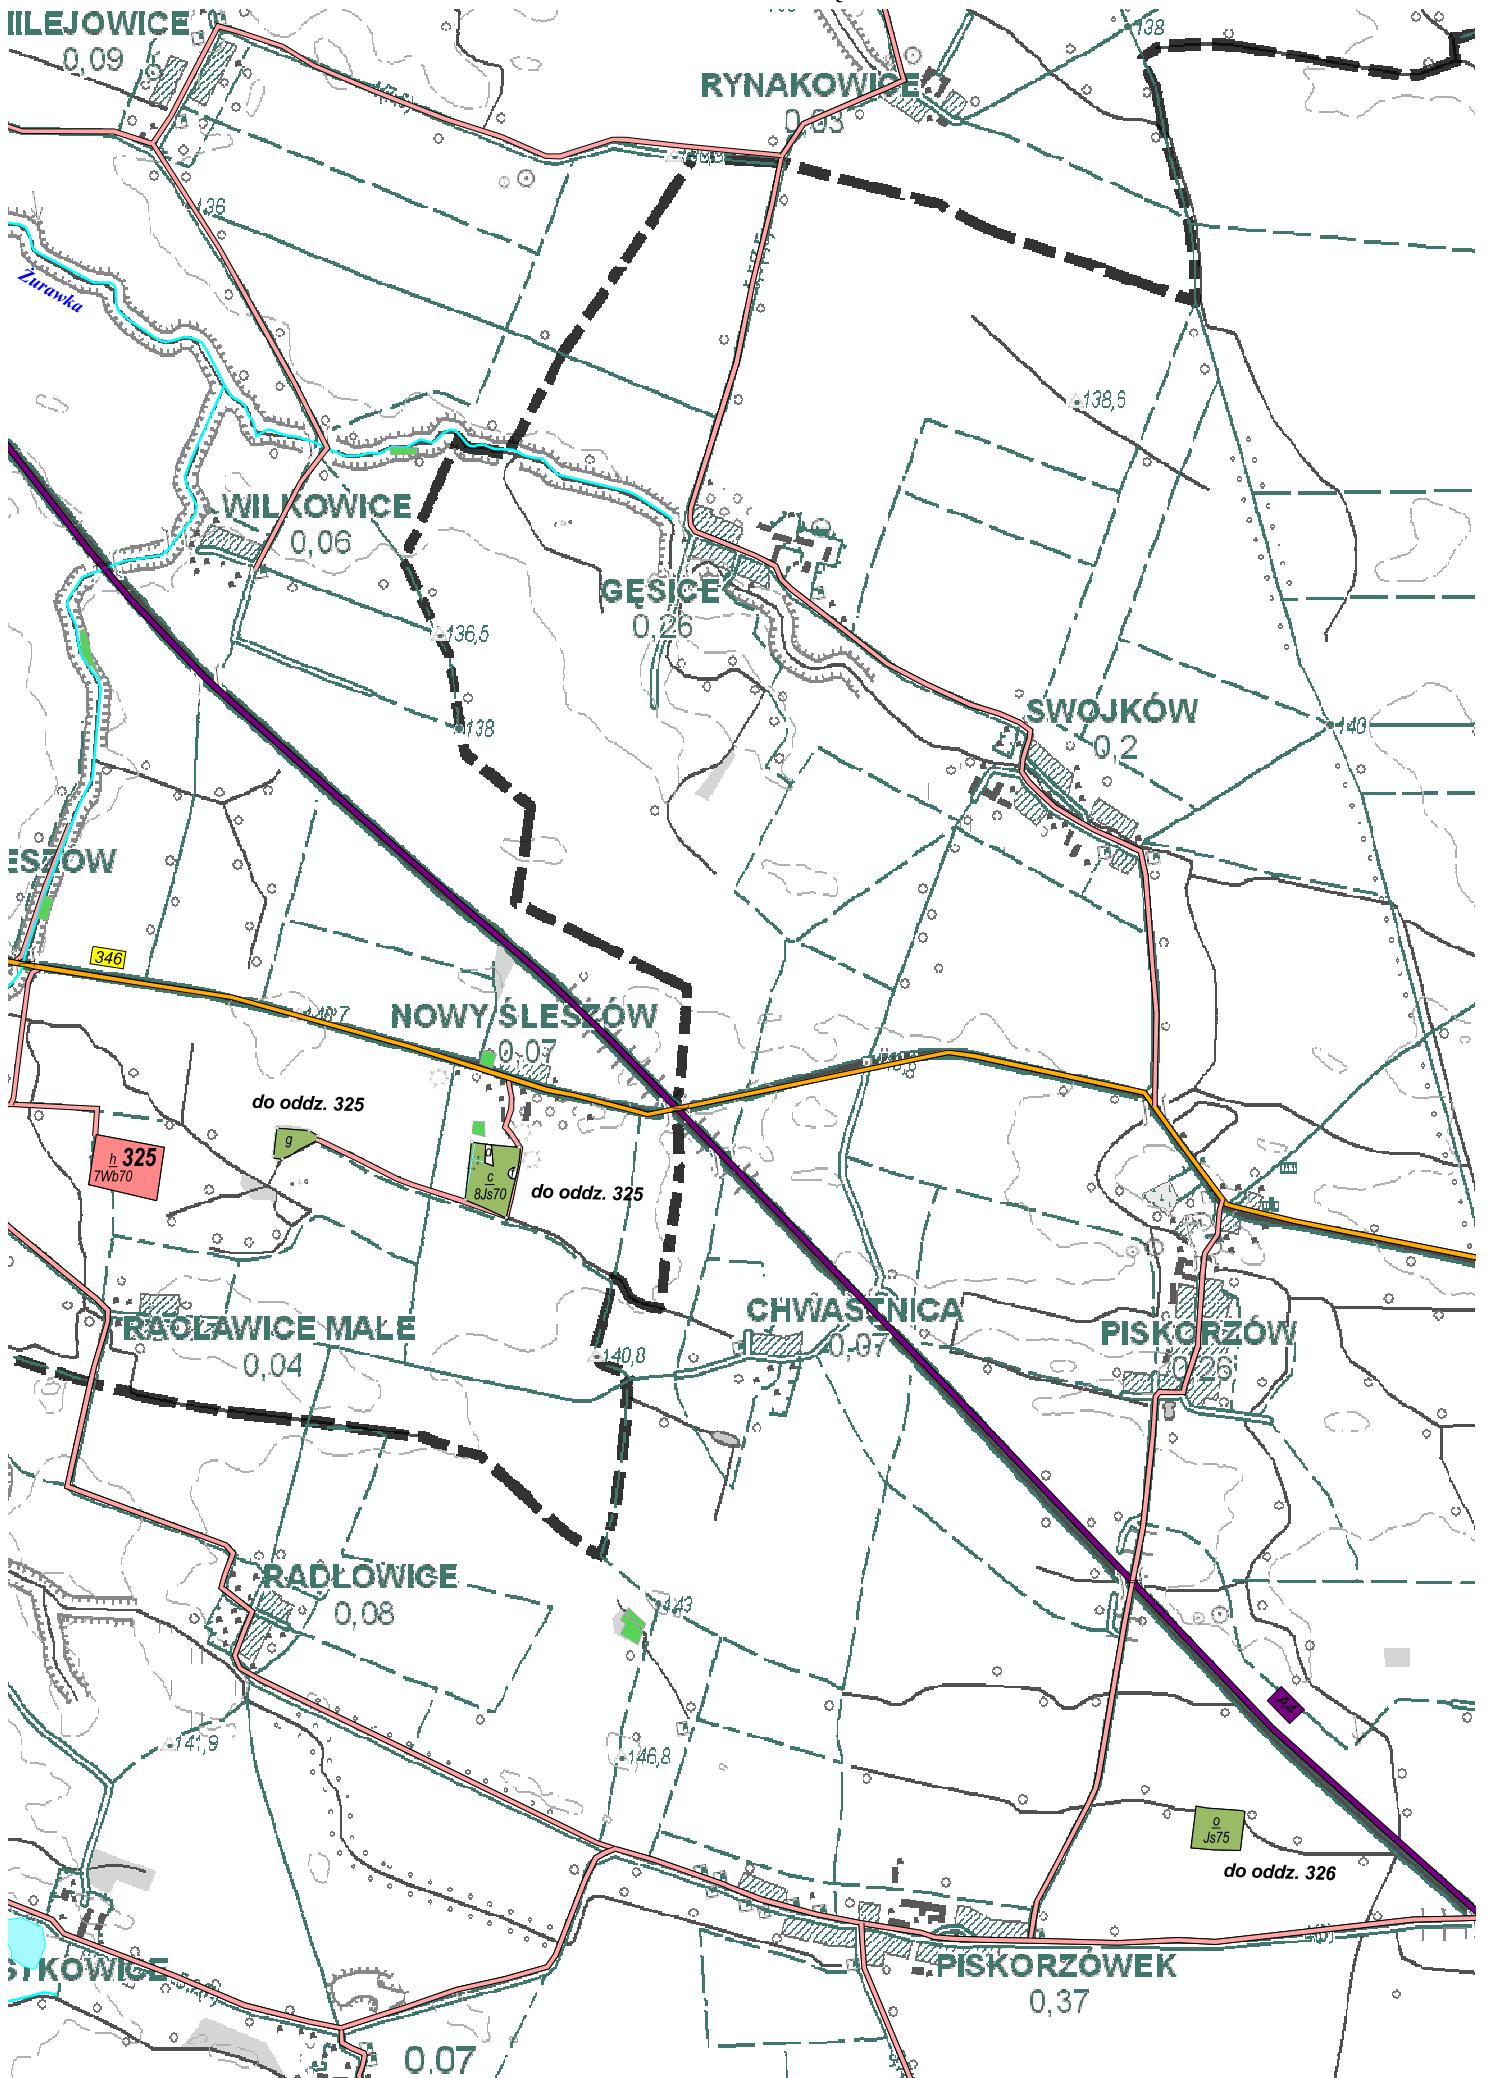 IILEJOWICE
0,09
138
RYNAKOWICE
0,03
136
Żurawka
138,6
WILKOWICE
0,06
GĘSICE
0,26
136,5
SWOJKÓW
0,2
138
140
ESZÓW
346
NOWY ŚLESZÓW
0,07
do oddz. 325
g
h 325
7Wb70
c
8Js70
do oddz. 325
CHWASTNICA
0,07
PISKORZÓW
0,26
RACŁAWICE MAŁE
0,04
140,8
RADŁOWICE
0,08
143
A4
141,9
146,8
o
Js75
do oddz. 326
STKOWICE
PISKORZÓWEK
0,37
0,07